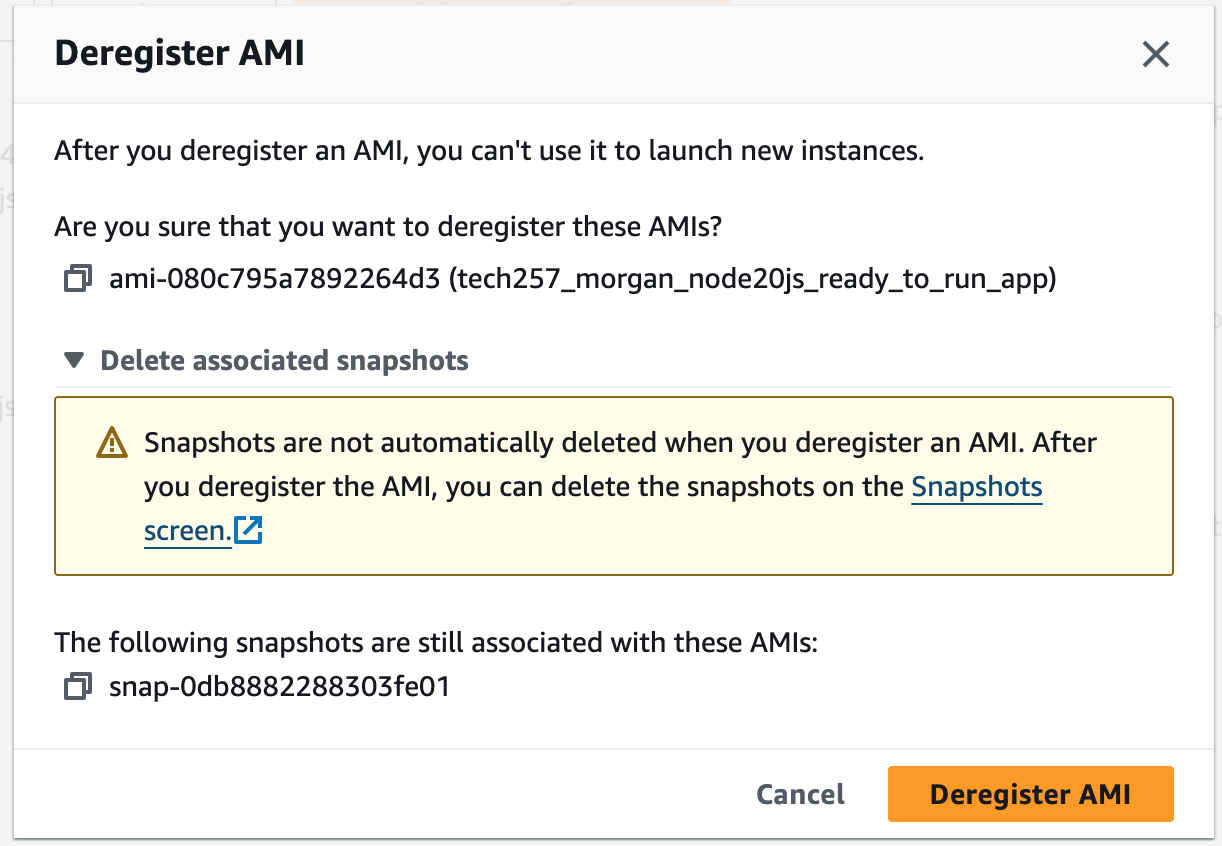 Deregister AMI
After you deregister an AMI, you can't use it to launch new instances.
Are you sure that you want to deregister these AMIs?
ami-080c795a7892264d3 (tech257_morgan_node20js_ready_to_run_app)
Delete associated snapshots
Snapshots are not automatically deleted when you deregister an AMI. After
you deregister the AMI, you can delete the snapshots on the Snapshots
screen.
The following snapshots are still associated with these AMIs:
snap-0db8882288303fe01
Cancel
Deregister AMI